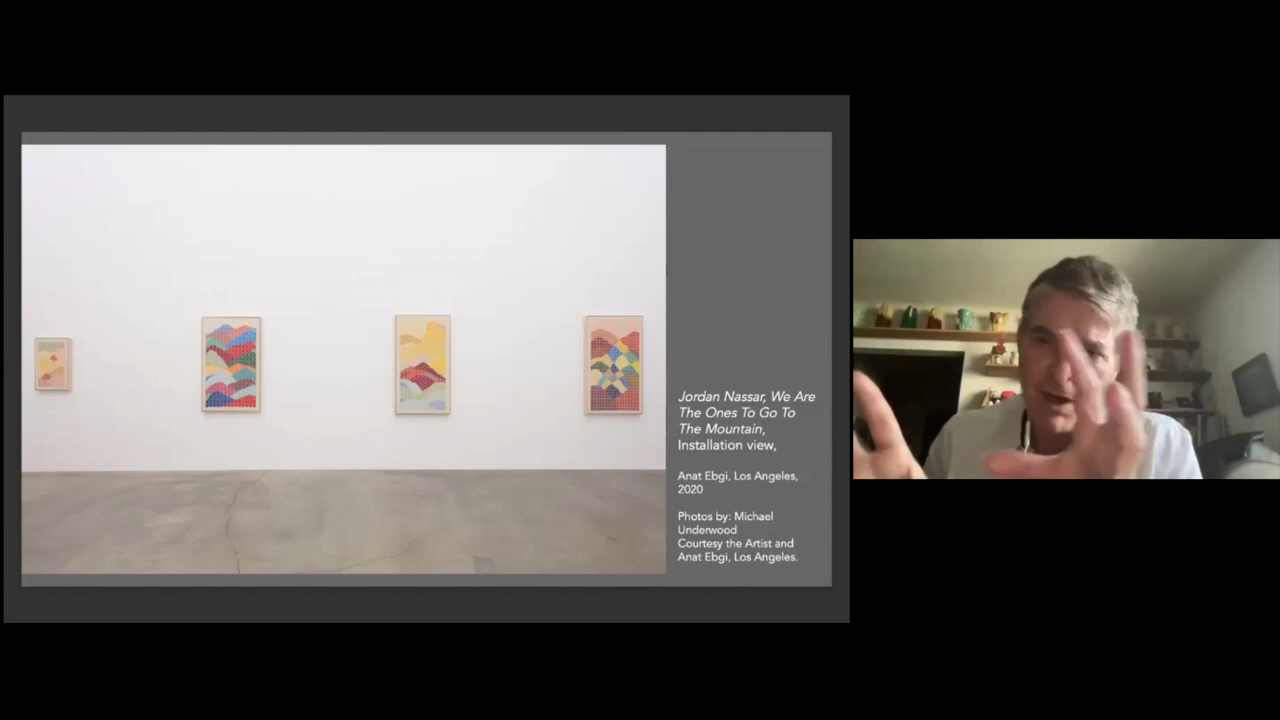 Jordan Nassar, We Are
The Ones To Go To
The Mountain,
Installation view,
Anat Ebgi, Los Angeles,
2020
Photos by: Michael
Underwood
Courtesy the Artist and
Anat Ebgi, Los Angeles.